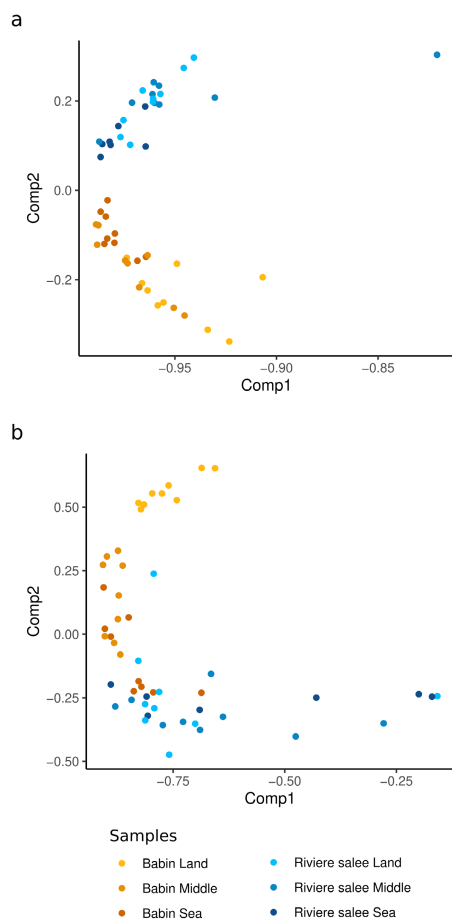 a
0.2
0.0
−0.2
Comp2
−0.95
−0.90
−0.85
Comp1
b
0.50
0.25
0.00
−0.25
−0.50
Comp2
−0.75
−0.50
−0.25
Comp1
Samples
Babin Land
Riviere salee Land
Babin Middle
Riviere salee Middle
Babin Sea
Riviere salee Sea